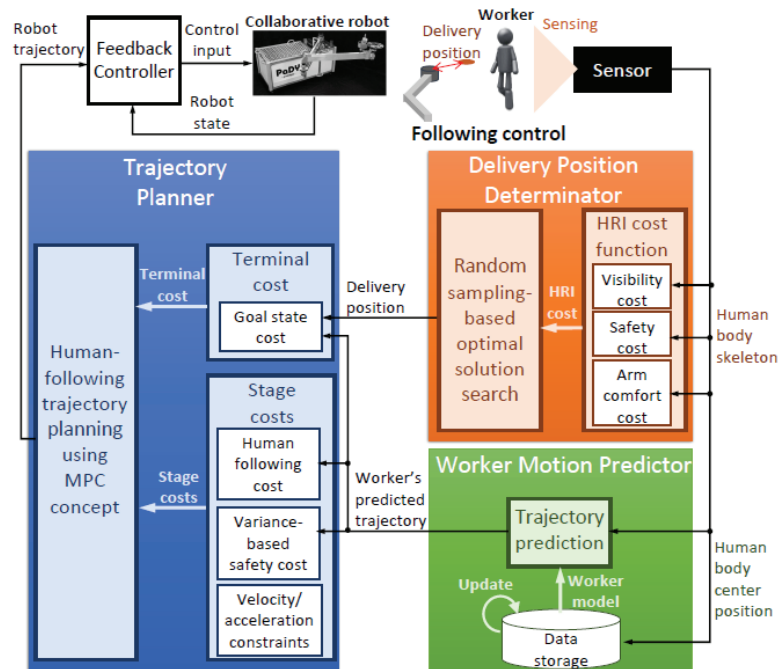 Robot
trajectory
Feedback
Controller
Control
input
Collaborative robot
PaDY
Robot
state
Delivery
position
Worker
Sensing
Sensor
Following control
Trajectory
Planner
Human-
following
trajectory
planning
using
MPC
concept
Terminal
cost
Terminal
cost
Goal state
cost
Stage
costs
Stage
costs
Human
following
cost
Variance-
based
safety cost
Velocity/
acceleration
constraints
Delivery
position
Worker's
predicted
trajectory
Delivery Position
Determinator
Random
sampling-
based
optimal
solution
search
HRI
cost
HRI cost
function
Visibility
cost
Safety
cost
Arm
comfort
cost
Human
body
skeleton
Worker Motion Predictor
Trajectory
prediction
Update
Worker
model
Data
storage
Human
body
center
position